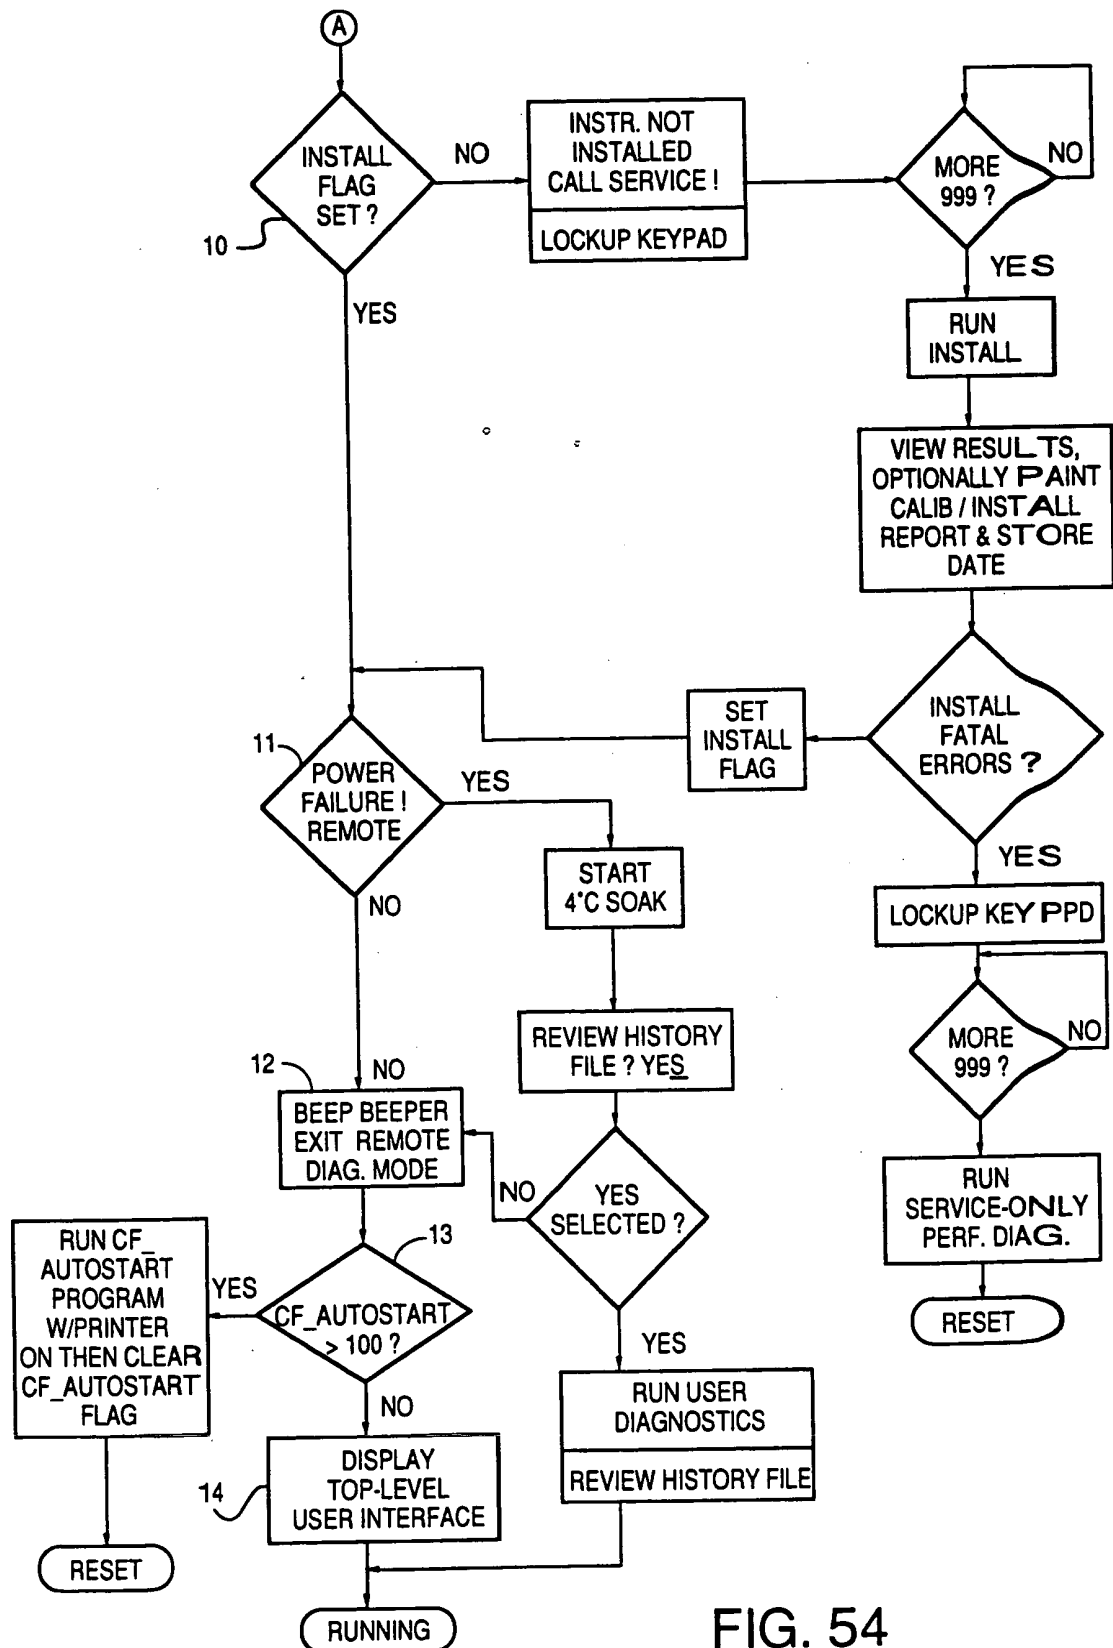 A
INSTALL
FLAG
SET ?
10
NO
INSTR. NOT
INSTALLED
CALL SERVICE !
LOCKUP KEYPAD
MORE
999 ?
NO
YES
RUN
INSTALL
VIEW RESULTS,
OPTIONALLY PAINT
CALIB / INSTALL
REPORT & STORE
DATE
YES
INSTALL
FATAL
ERRORS ?
SET
INSTALL
FLAG
11
POWER
FAILURE !
REMOTE
YES
START
4°C SOAK
YES
LOCKUP KEYPPD
NO
REVIEW HISTORY
FILE ? YES
MORE
999 ?
NO
12
NO
BEEP BEEPER
EXIT REMOTE
DIAG. MODE
NO
YES
SELECTED ?
RUN
SERVICE-ONLY
PERF. DIAG.
RESET
RUN CF_
AUTOSTART
PROGRAM
W/PRINTER
ON THEN CLEAR
CF_AUTOSTART
FLAG
YES
13
CF_AUTOSTART
> 100 ?
NO
YES
RUN USER
DIAGNOSTICS
REVIEW HISTORY FILE
14
DISPLAY
TOP-LEVEL
USER INTERFACE
RESET
RUNNING
FIG. 54